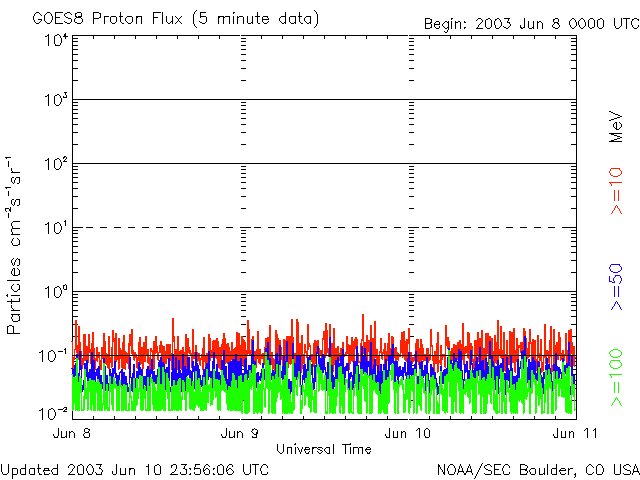 GOES8 Proton Flux (5 minute data)
Begin: 2003 Jun 8 0000 UTC
10⁴
10³
10²
10¹
10⁰
10⁻¹
10⁻²
Particles cm⁻²s⁻¹sr⁻¹
MeV
>=10
>=50
>=100
Jun 8
Jun 9
Jun 10
Jun 11
Universal Time
Updated 2003 Jun 10 23:56:06 UTC
NOAA/SEC Boulder, CO USA